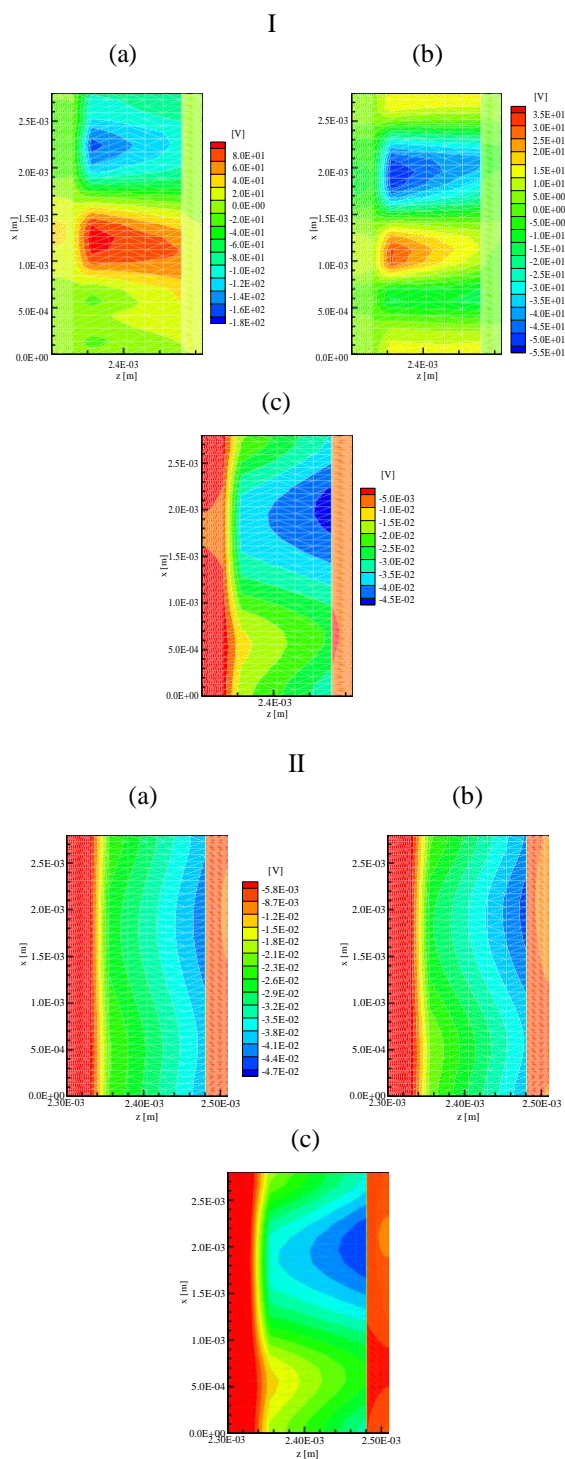 I
(a)
(b)
[V]
8.0E+01
6.0E+01
4.0E+01
2.0E+01
0.0E+00
-2.0E+01
-4.0E+01
-6.0E+01
-8.0E+01
-1.0E+02
-1.2E+02
-1.4E+02
-1.6E+02
-1.8E+02
2.5E-03
2.0E-03
1.5E-03
1.0E-03
5.0E-04
0.0E+00
x [m]
2.4E-03
z [m]
[V]
3.5E+01
3.0E+01
2.0E+01
1.5E+01
5.0E+00
0.0E+00
-5.0E+00
-1.0E+01
-1.5E+01
-3.0E+01
-3.5E+01
-4.0E+01
-4.5E+01
-5.0E+01
-5.5E+01
2.5E-03
2.0E-03
1.5E-03
1.0E-03
5.0E-04
0.0E+00
x [m]
2.4E-03
z [m]
(c)
[V]
-5.0E-03
-1.0E-02
-1.5E-02
-2.0E-02
-2.5E-02
-3.0E-02
-3.5E-02
-4.0E-02
-4.5E-02
2.5E-03
2.0E-03
1.5E-03
1.0E-03
5.0E-04
0.0E+00
x [m]
2.4E-03
z [m]
II
(a)
(b)
2.5E-03
2.0E-03
1.5E-03
1.0E-03
5.0E-04
0.0E+00
x [m]
2.30E-03
2.40E-03
2.50E-03
z [m]
[V]
-5.8E-03
-8.7E-03
-1.2E-02
-1.5E-02
-1.8E-02
-2.1E-02
-2.3E-02
-2.6E-02
-2.9E-02
-3.2E-02
-3.5E-02
-3.8E-02
-4.1E-02
-4.4E-02
-4.7E-02
2.5E-03
2.0E-03
1.5E-03
1.0E-03
5.0E-04
0.0E+00
x [m]
2.30E-03
2.40E-03
2.50E-03
z [m]
(c)
2.5E-03
2.0E-03
1.5E-03
1.0E-03
5.0E-04
0.0E+00
x [m]
2.30E-03
2.40E-03
2.50E-03
z [m]